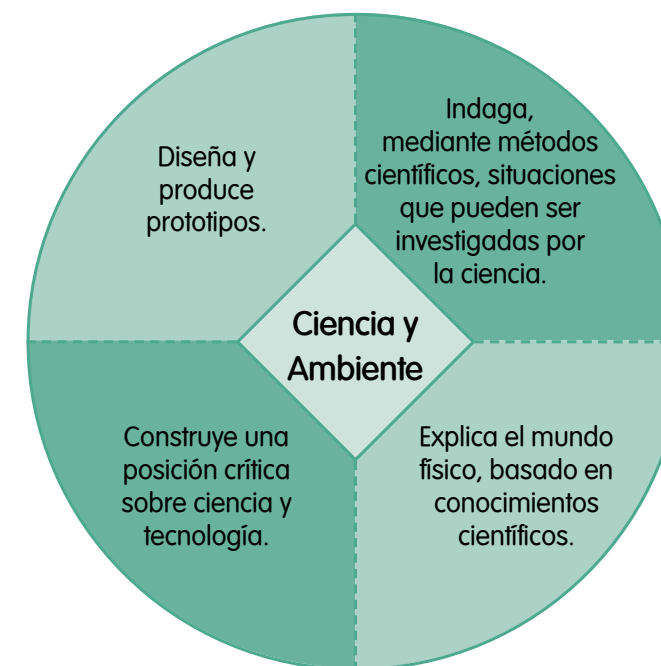 Diseña y
produce
prototipos.
Indaga,
mediante métodos
científicos, situaciones
que pueden ser
investigadas por
la ciencia.
Ciencia y
Ambiente
Construye una
posición crítica
sobre ciencia y
tecnología.
Explica el mundo
físico, basado en
conocimientos
científicos.